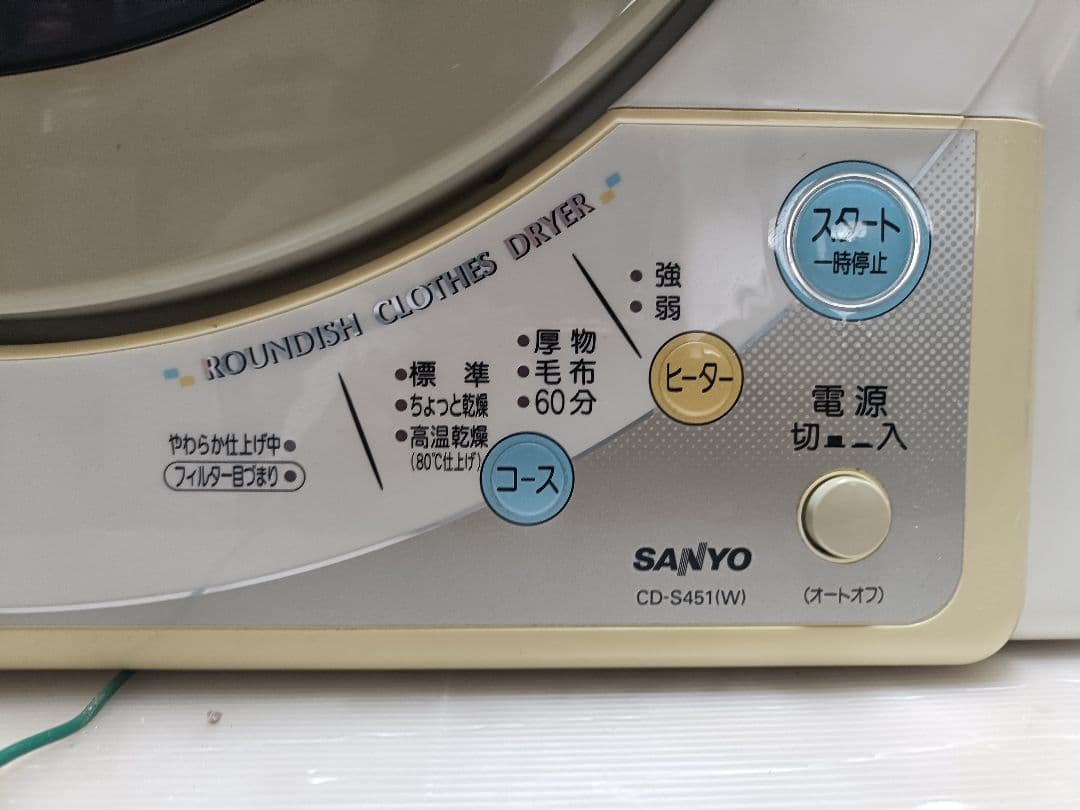 ROUNDISH CLOTHES DRYER
やわらか仕上げ中
フィルター目づまり
標準
ちょっと乾燥
高温乾燥
(80℃仕上げ)
厚物
毛布
60分
コース
強
弱
ヒーター
スタート
一時停止
電源
切 入
(オートオフ)
SANYO
CD-S451(W)